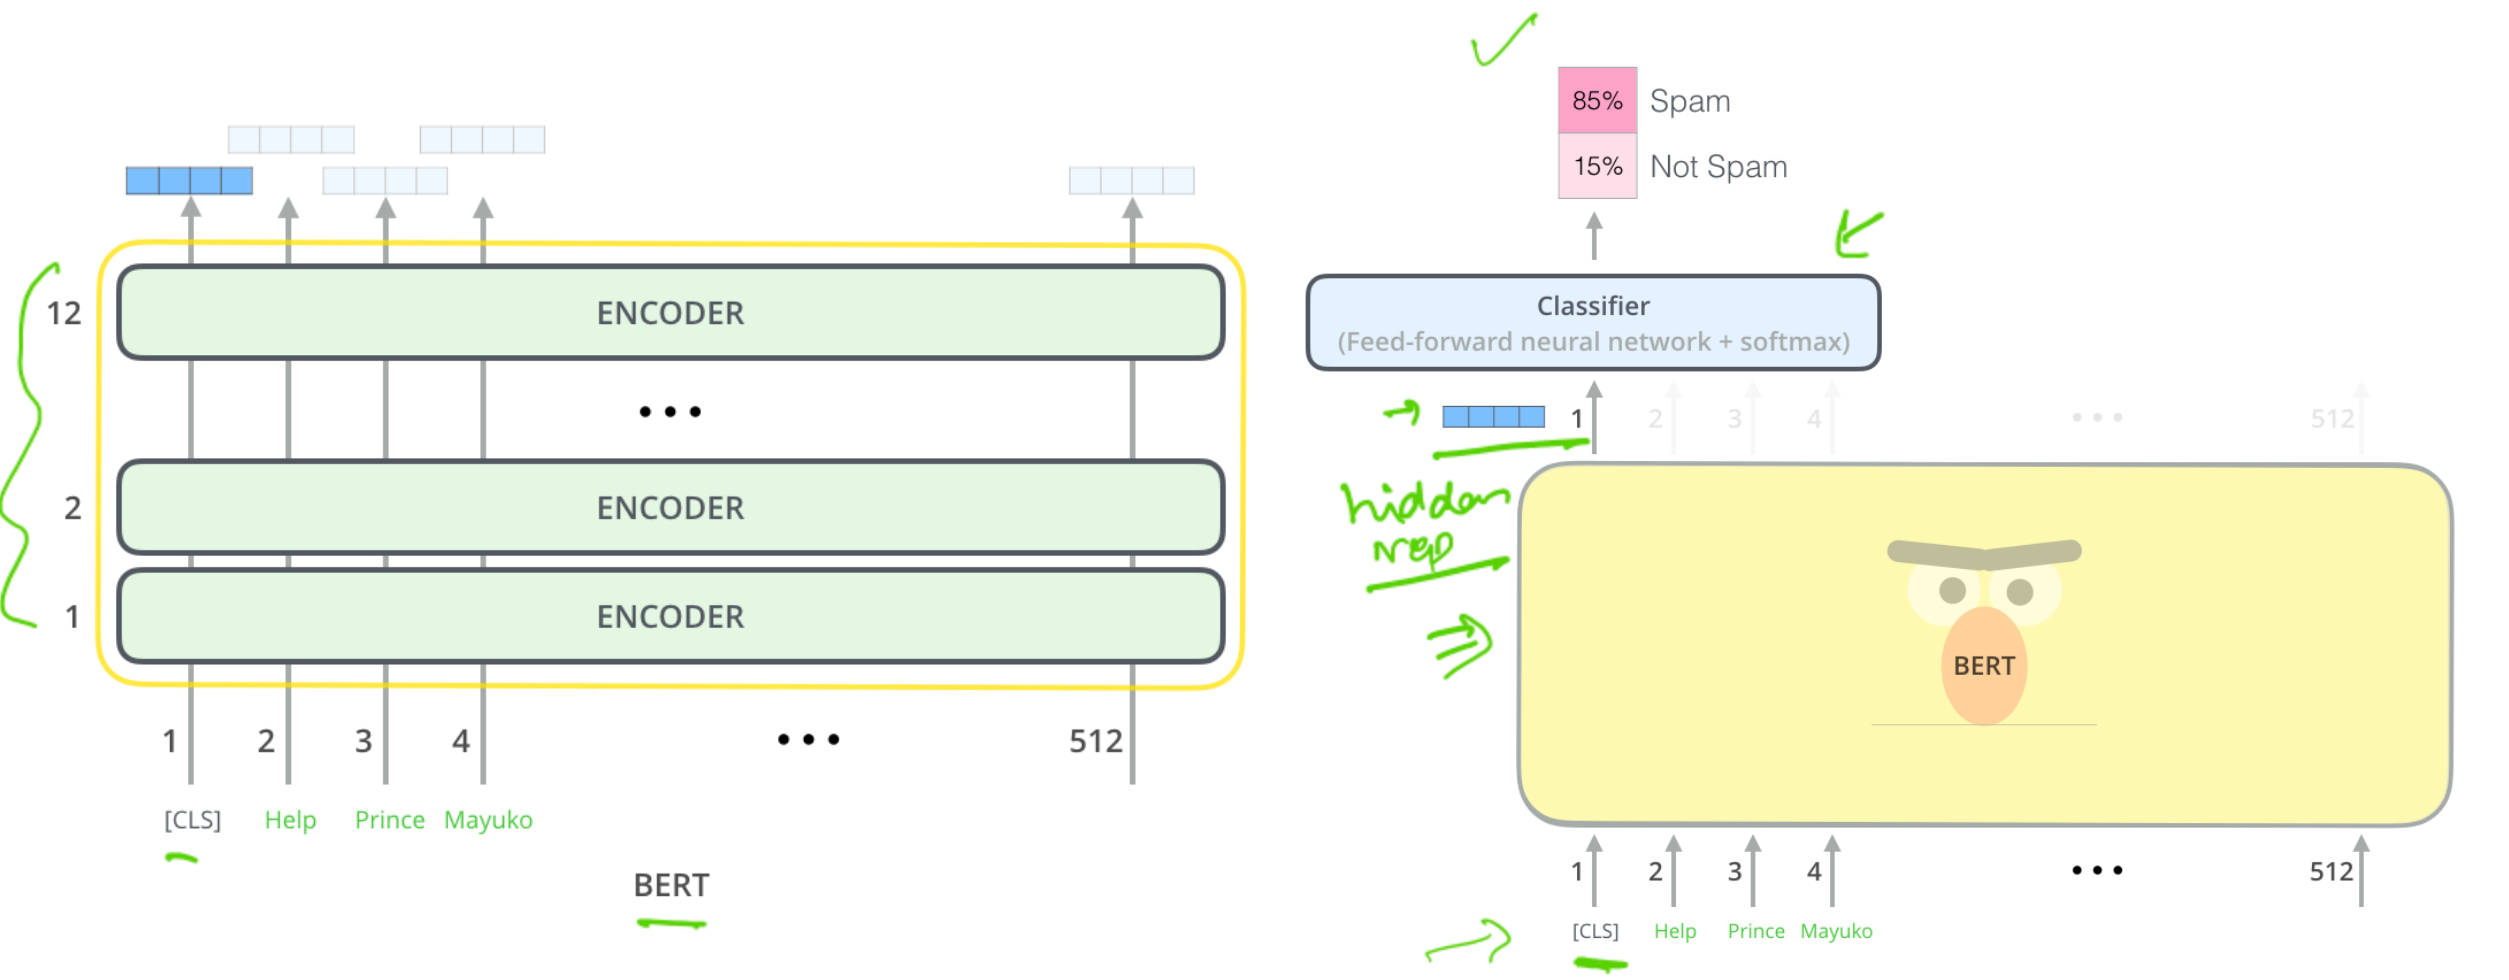 12
ENCODER
...
2
ENCODER
1
ENCODER
1 2 3 4 ... 512
[CLS] Help Prince Mayuko
BERT
85% Spam
15% Not Spam
Classifier
(Feed-forward neural network + softmax)
1 2 3 4 ... 512
hidden
rep
BERT
1 2 3 4 ... 512
[CLS] Help Prince Mayuko